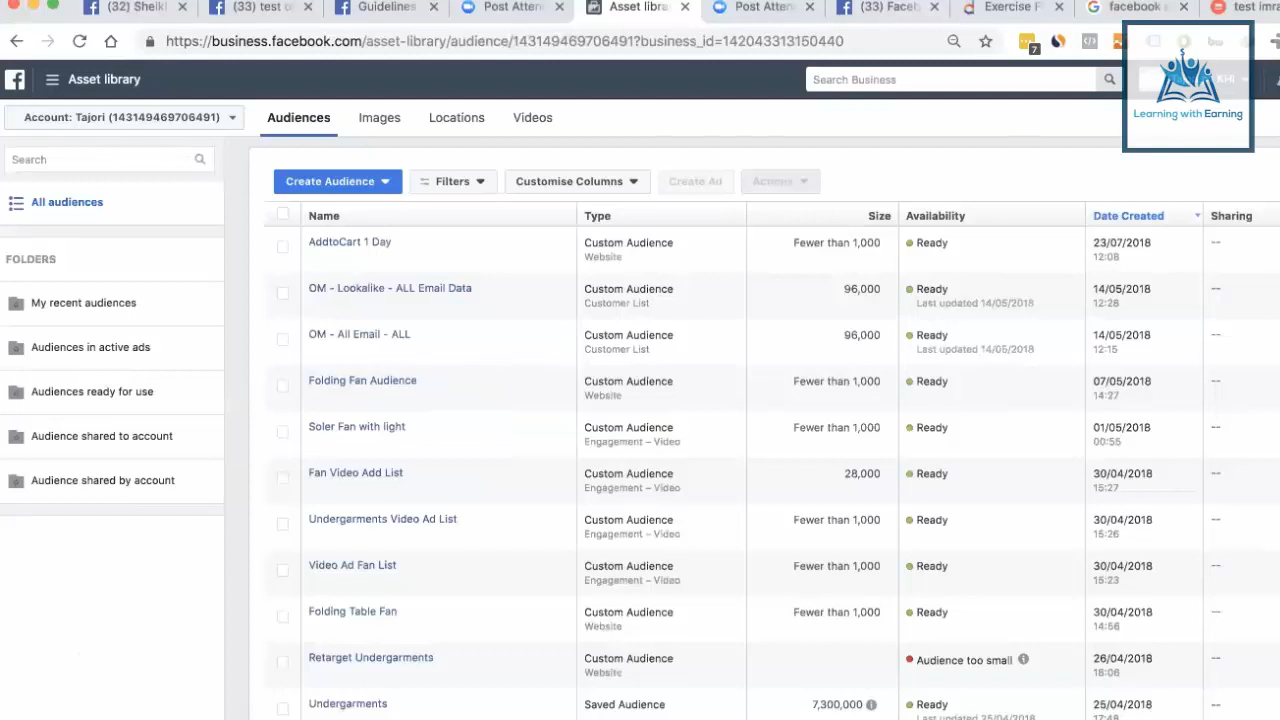 (32) Sheikl
(33) test o
Guidelines
Post Atten
Asset libra
Post Atten
(33) Faceb
Exercise F
facebook a
test imra
https://business.facebook.com/asset-library/audience/143149469706491?business_id=142043313150440
7
Asset library
Search Business
Learning with Earning
Account: Tajori (143149469706491)
Audiences
Images
Locations
Videos
Search
All audiences
FOLDERS
My recent audiences
Audiences in active ads
Audiences ready for use
Audience shared to account
Audience shared by account
Create Audience
Filters
Customise Columns
Create Ad
Actions
Name Type Size Availability Date Created Sharing
AddtoCart 1 Day Custom Audience Fewer than 1,000 Ready 23/07/2018 --
Website 12:08
OM - Lookalike - ALL Email Data Custom Audience 96,000 Ready 14/05/2018 --
Customer List Last updated 14/05/2018 12:28
OM - All Email - ALL Custom Audience 96,000 Ready 14/05/2018 --
Customer List Last updated 14/05/2018 12:15
Folding Fan Audience Custom Audience Fewer than 1,000 Ready 07/05/2018 --
Website 14:27
Soler Fan with light Custom Audience Fewer than 1,000 Ready 01/05/2018 --
Engagement – Video 00:55
Fan Video Add List Custom Audience 28,000 Ready 30/04/2018 --
Engagement – Video 15:27
Undergarments Video Ad List Custom Audience Fewer than 1,000 Ready 30/04/2018 --
Engagement – Video 15:26
Video Ad Fan List Custom Audience Fewer than 1,000 Ready 30/04/2018 --
Engagement – Video 15:23
Folding Table Fan Custom Audience Fewer than 1,000 Ready 30/04/2018 --
Website 14:56
Retarget Undergarments Custom Audience Audience too small 26/04/2018 --
Website 18:06
Undergarments Saved Audience 7,300,000 Ready 25/04/2018 --
Last updated 25/04/2018 17:48